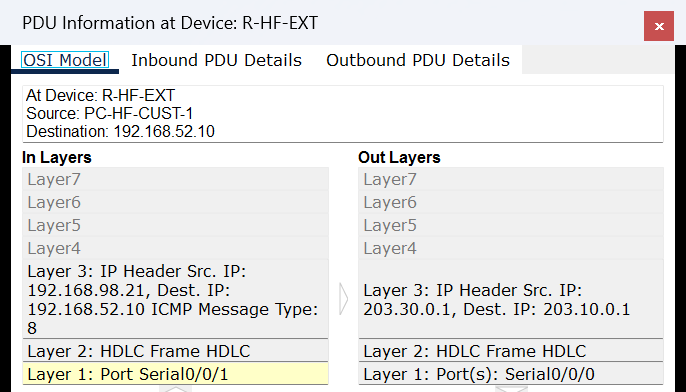 PDU Information at Device: R-HF-EXT
×
OSI Model Inbound PDU Details Outbound PDU Details
At Device: R-HF-EXT
Source: PC-HF-CUST-1
Destination: 192.168.52.10
In Layers
Layer7
Layer6
Layer5
Layer4
Layer 3: IP Header Src. IP:
192.168.98.21, Dest. IP:
192.168.52.10 ICMP Message Type:
8
Layer 2: HDLC Frame HDLC
Layer 1: Port Serial0/0/1
Out Layers
Layer7
Layer6
Layer5
Layer4
Layer 3: IP Header Src. IP:
203.30.0.1, Dest. IP: 203.10.0.1
Layer 2: HDLC Frame HDLC
Layer 1: Port(s): Serial0/0/0